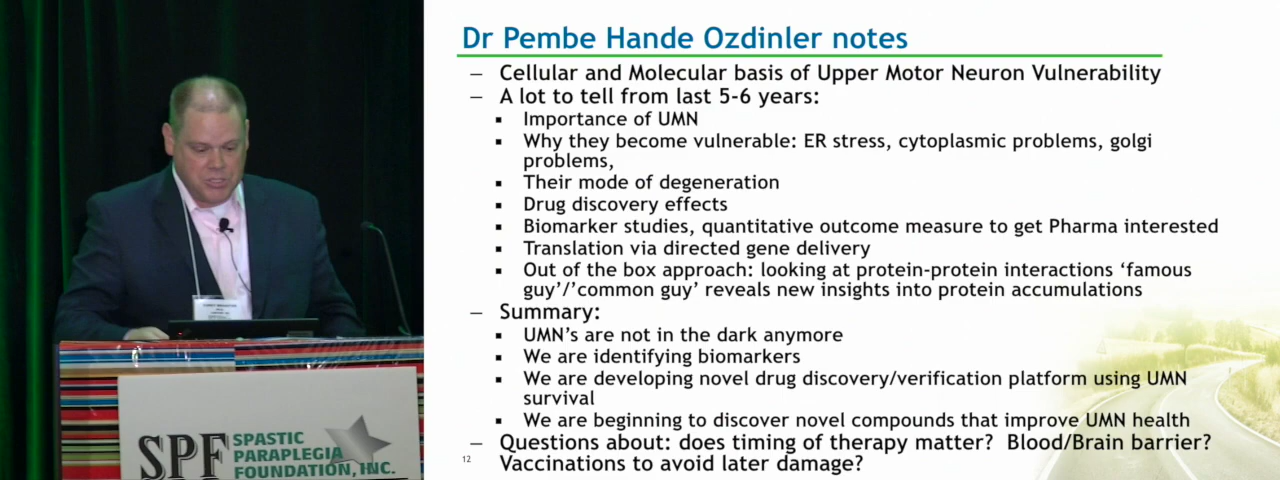 Dr Pembe Hande Ozdinler notes
– Cellular and Molecular basis of Upper Motor Neuron Vulnerability
– A lot to tell from last 5-6 years:
▪ Importance of UMN
▪ Why they become vulnerable: ER stress, cytoplasmic problems, golgi
problems,
▪ Their mode of degeneration
▪ Drug discovery effects
▪ Biomarker studies, quantitative outcome measure to get Pharma interested
▪ Translation via directed gene delivery
▪ Out of the box approach: looking at protein-protein interactions ‘famous
guy’/’common guy’ reveals new insights into protein accumulations
– Summary:
▪ UMN’s are not in the dark anymore
▪ We are identifying biomarkers
▪ We are developing novel drug discovery/verification platform using UMN
survival
▪ We are beginning to discover novel compounds that improve UMN health
– Questions about: does timing of therapy matter? Blood/Brain barrier?
Vaccinations to avoid later damage?
12
SPF
SPASTIC
PARAPLEGIA
FOUNDATION, INC.